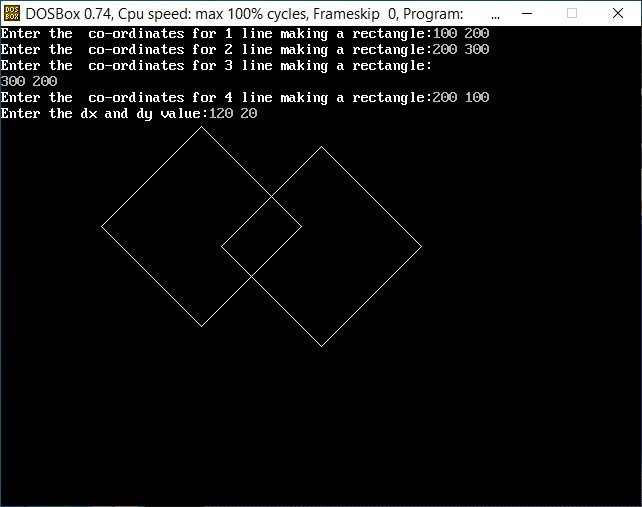 DOS
BOX
DOSBox 0.74, Cpu speed: max 100% cycles, Frameskip  0, Program: ...
Enter the  co-ordinates for 1 line making a rectangle:100 200
Enter the  co-ordinates for 2 line making a rectangle:200 300
Enter the  co-ordinates for 3 line making a rectangle:
300 200
Enter the  co-ordinates for 4 line making a rectangle:200 100
Enter the dx and dy value:120 20